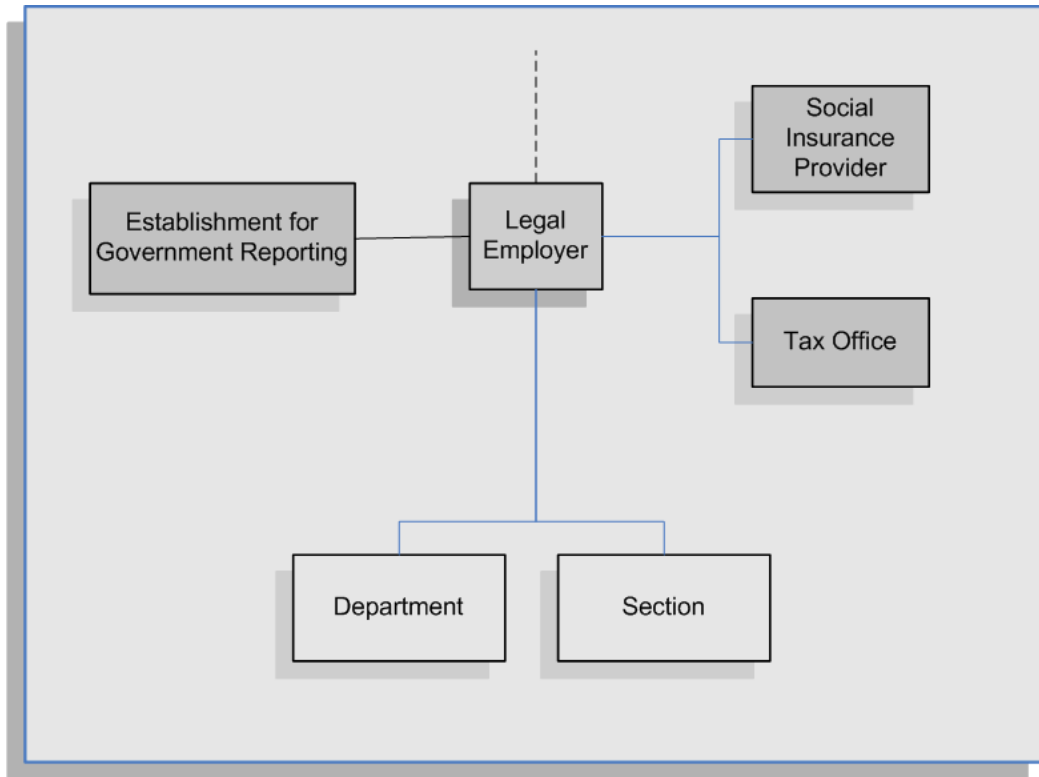 Social
Insurance
Provider
Establishment for
Government Reporting
Legal
Employer
Tax Office
Department
Section